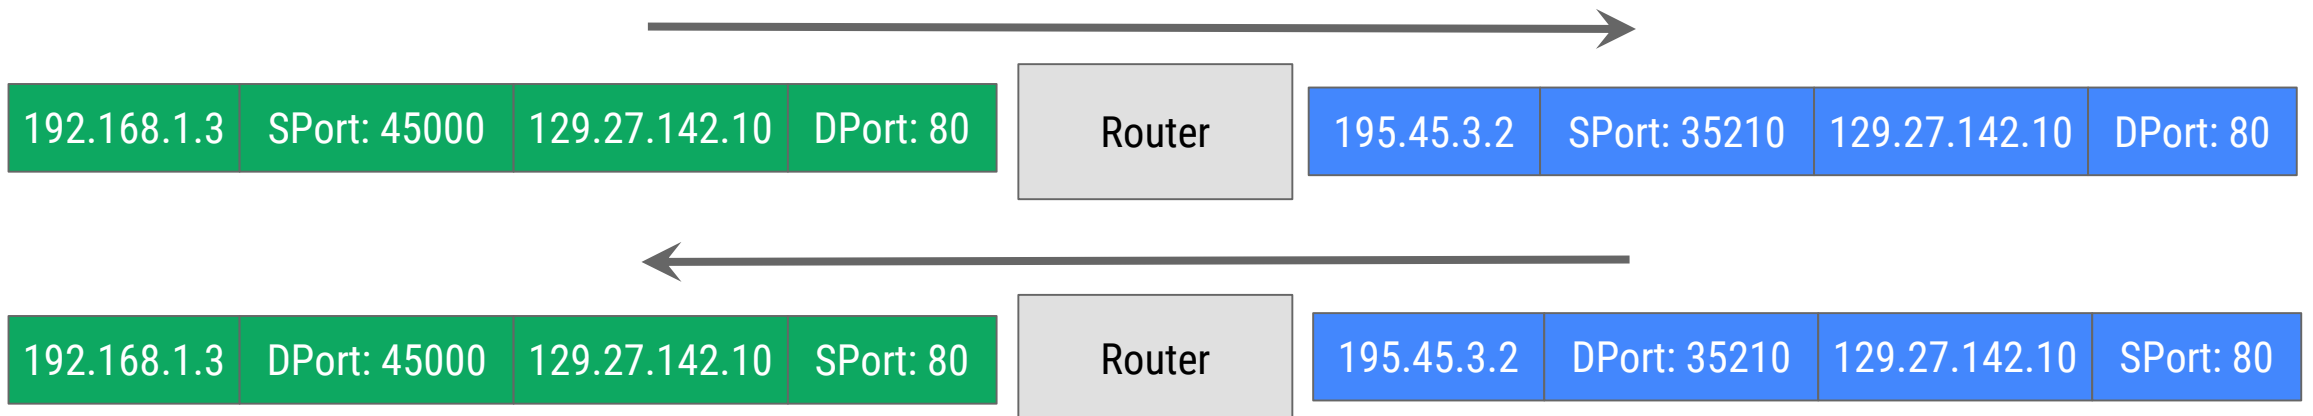 192.168.1.3 SPort: 45000 129.27.142.10 DPort: 80 Router 195.45.3.2 SPort: 35210 129.27.142.10 DPort: 80
192.168.1.3 DPort: 45000 129.27.142.10 SPort: 80 Router 195.45.3.2 DPort: 35210 129.27.142.10 SPort: 80